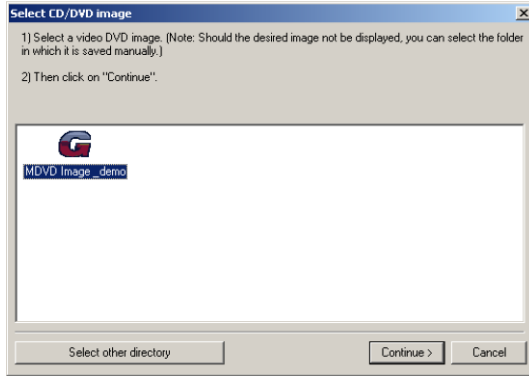 Select CD/DVD image
1) Select a video DVD image. (Note: Should the desired image not be displayed, you can select the folder
in which it is saved manually.)
2) Then click on "Continue".
G
MDVD Image _demo
Select other directory
Continue >
Cancel